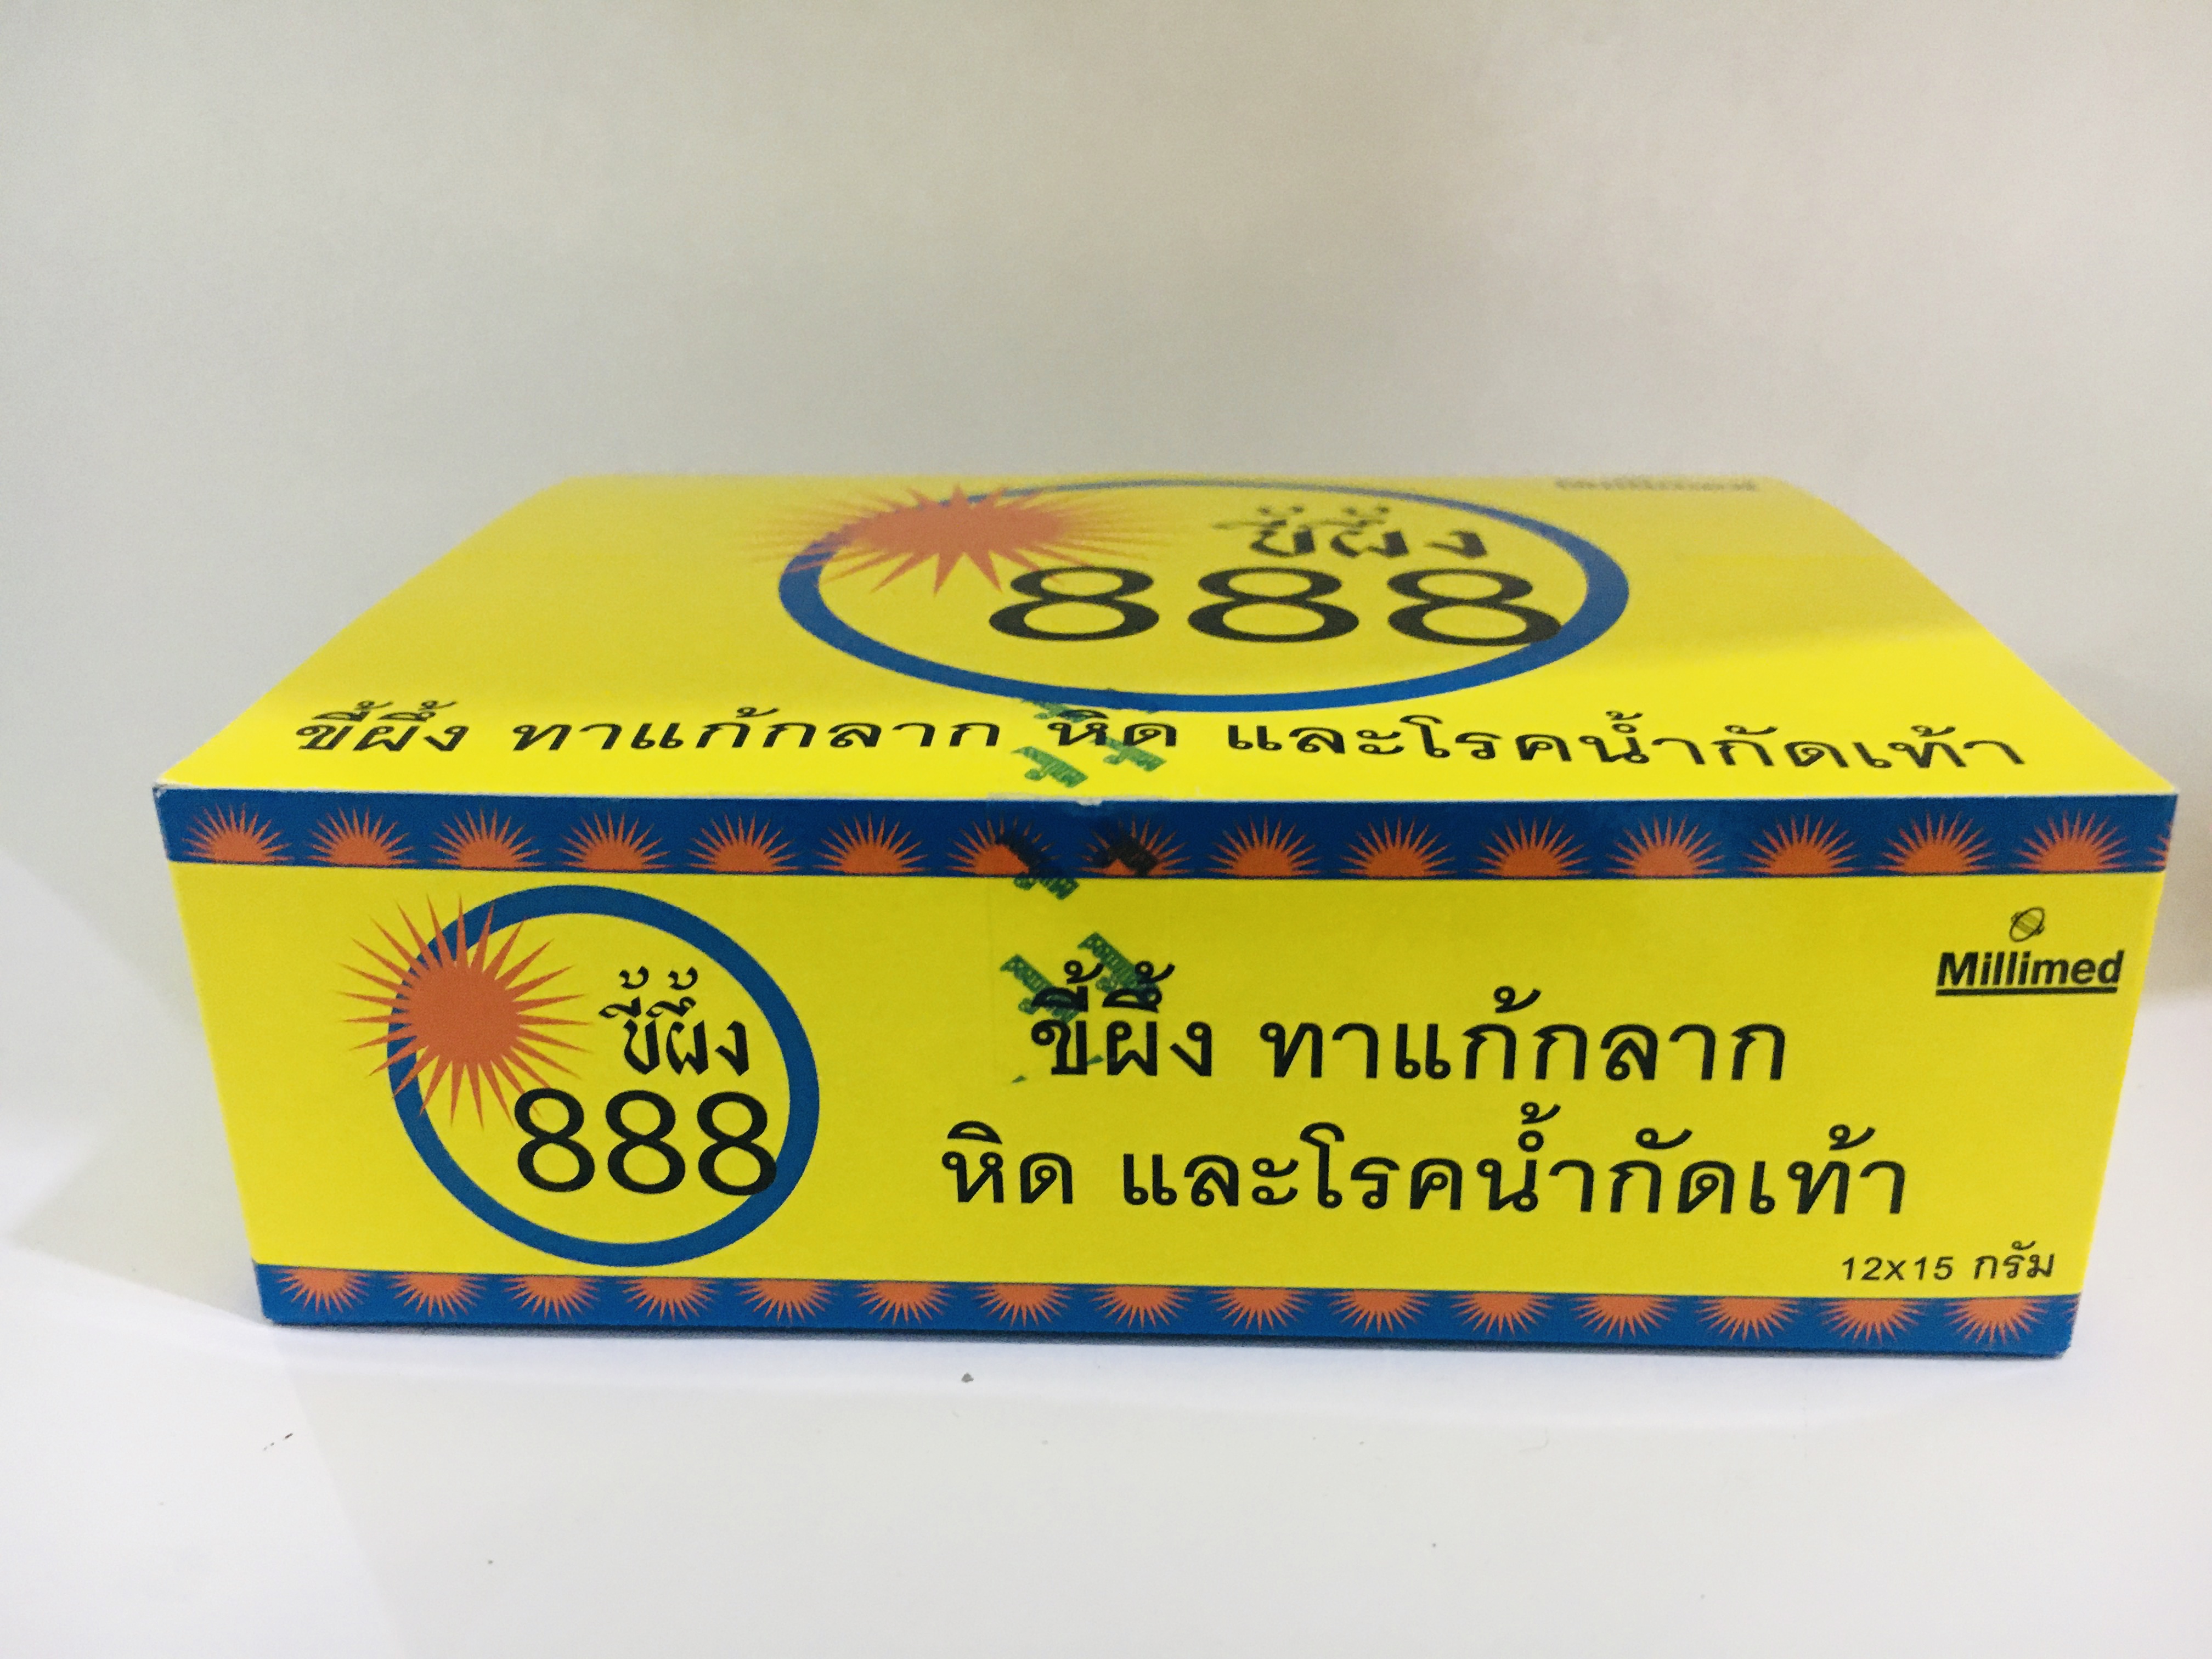 ขี้ผึ้ง
888
ขี้ผึ้ง ทาแก้กลาก หิด และโรคน้ำกัดเท้า
Millimed
ขี้ผึ้ง
888
ขี้ผึ้ง ทาแก้กลาก
หิด และโรคน้ำกัดเท้า
12x15 กรัม